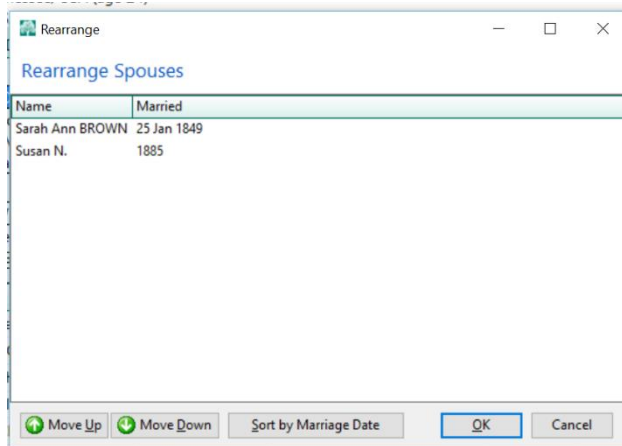 Rearrange
Rearrange Spouses
Name Married
Sarah Ann BROWN 25 Jan 1849
Susan N. 1885
Move Up Move Down Sort by Marriage Date OK Cancel